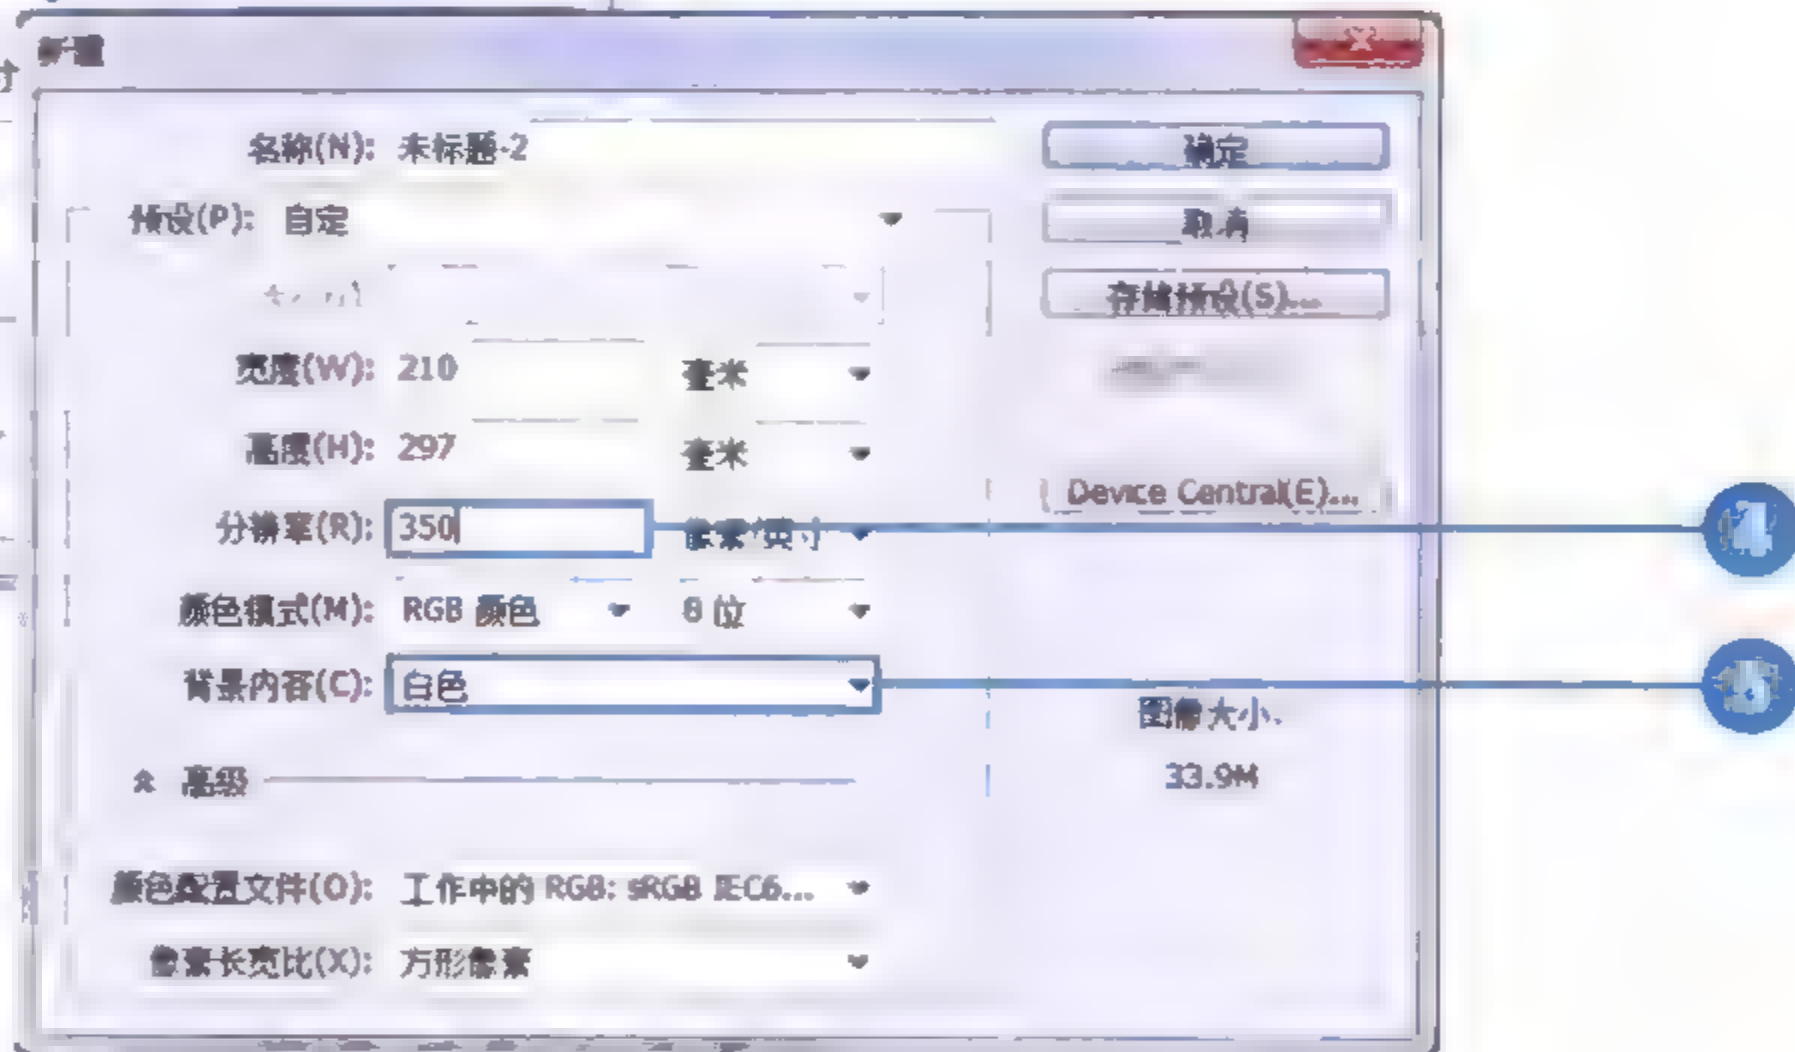 新建
名称(N): 未标题-2
确定
预设(P): 自定
取消
存储预设(S)...
宽度(W): 210 毫米
高度(H): 297 毫米
Device Central(E)...
分辨率(R): 350 像素/英寸
颜色模式(M): RGB 颜色 8 位
背景内容(C): 白色
图像大小:
高级
33.9M
颜色配置文件(O): 工作中的 RGB: sRGB IEC6...
像素长宽比(X): 方形像素